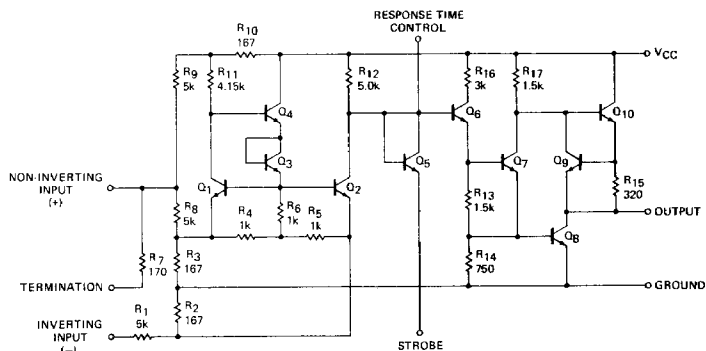 RESPONSE TIME
CONTROL
R10
167
VCC
R9
5k
R11
4.15k
R12
5.0k
R16
3k
R17
1.5k
Q4
Q6
Q10
Q3
Q5
Q7
Q9
NON-INVERTING
INPUT
(+)
Q1
Q2
R15
320
R8
5k
R4
1k
R6
1k
R5
1k
R13
1.5k
OUTPUT
Q8
R7
170
R3
167
R14
750
TERMINATION
GROUND
R1
5k
R2
167
INVERTING
INPUT
(–)
STROBE